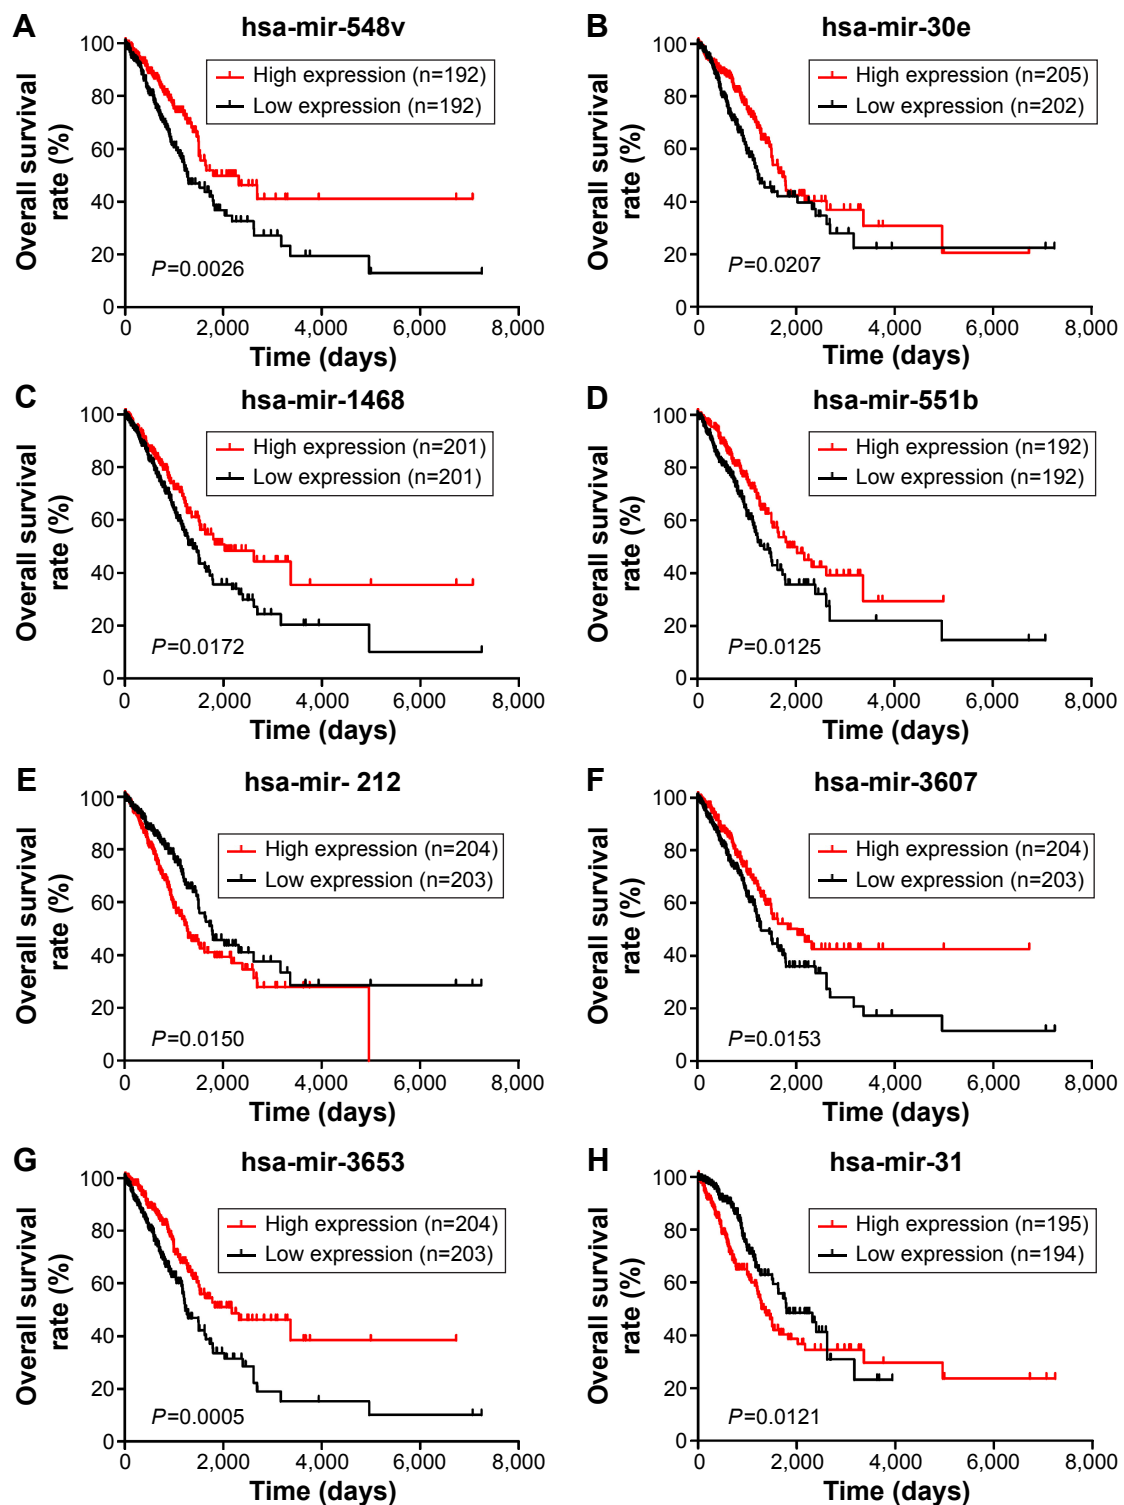 A
hsa-mir-548v
Overall survival
rate (%)
100
80
60
40
20
0
High expression (n=192)
Low expression (n=192)
P=0.0026
0
2,000
4,000
6,000
8,000
Time (days)
B
hsa-mir-30e
Overall survival
rate (%)
100
80
60
40
20
0
High expression (n=205)
Low expression (n=202)
P=0.0207
0
2,000
4,000
6,000
8,000
Time (days)
C
hsa-mir-1468
Overall survival
rate (%)
100
80
60
40
20
0
High expression (n=201)
Low expression (n=201)
P=0.0172
0
2,000
4,000
6,000
8,000
Time (days)
D
hsa-mir-551b
Overall survival
rate (%)
100
80
60
40
20
0
High expression (n=192)
Low expression (n=192)
P=0.0125
0
2,000
4,000
6,000
8,000
Time (days)
E
hsa-mir- 212
Overall survival
rate (%)
100
80
60
40
20
0
High expression (n=204)
Low expression (n=203)
P=0.0150
0
2,000
4,000
6,000
8,000
Time (days)
F
hsa-mir-3607
Overall survival
rate (%)
100
80
60
40
20
0
High expression (n=204)
Low expression (n=203)
P=0.0153
0
2,000
4,000
6,000
8,000
Time (days)
G
hsa-mir-3653
Overall survival
rate (%)
100
80
60
40
20
0
High expression (n=204)
Low expression (n=203)
P=0.0005
0
2,000
4,000
6,000
8,000
Time (days)
H
hsa-mir-31
Overall survival
rate (%)
100
80
60
40
20
0
High expression (n=195)
Low expression (n=194)
P=0.0121
0
2,000
4,000
6,000
8,000
Time (days)